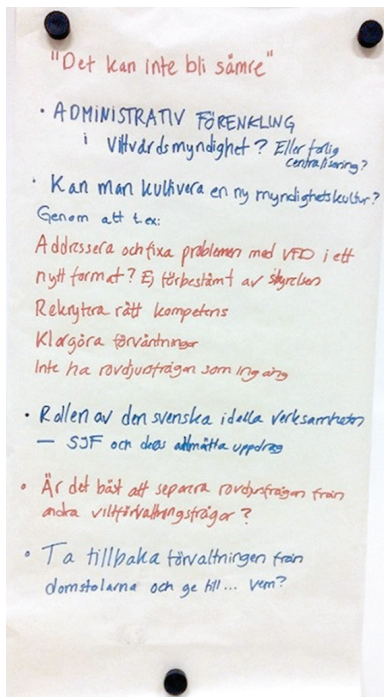 "Det kan inte bli sämre"
• ADMINISTRATIV FÖRENKLING
i Viltvårdsmyndighet? Eller farlig
centralisering?
• Kan man kultivera en ny myndighetskultur?
Genom att t.ex:
Addressera och fixa problemen med VFD i ett
nytt format? Ej förbestämt av styrelsen
Rekrytera rätt kompetens
Klargöra förväntningar
Inte ha rovdjursfrågan som ingång
• Rollen av den svenska ideella verksamheten
— SJF och deras allmätta uppdrag
• Är det bäst att separera rovdjursfrågan från
andra viltförvaltningsfrågor?
• Ta tillbaka förvaltningen från
domstolarna och ge till... vem?